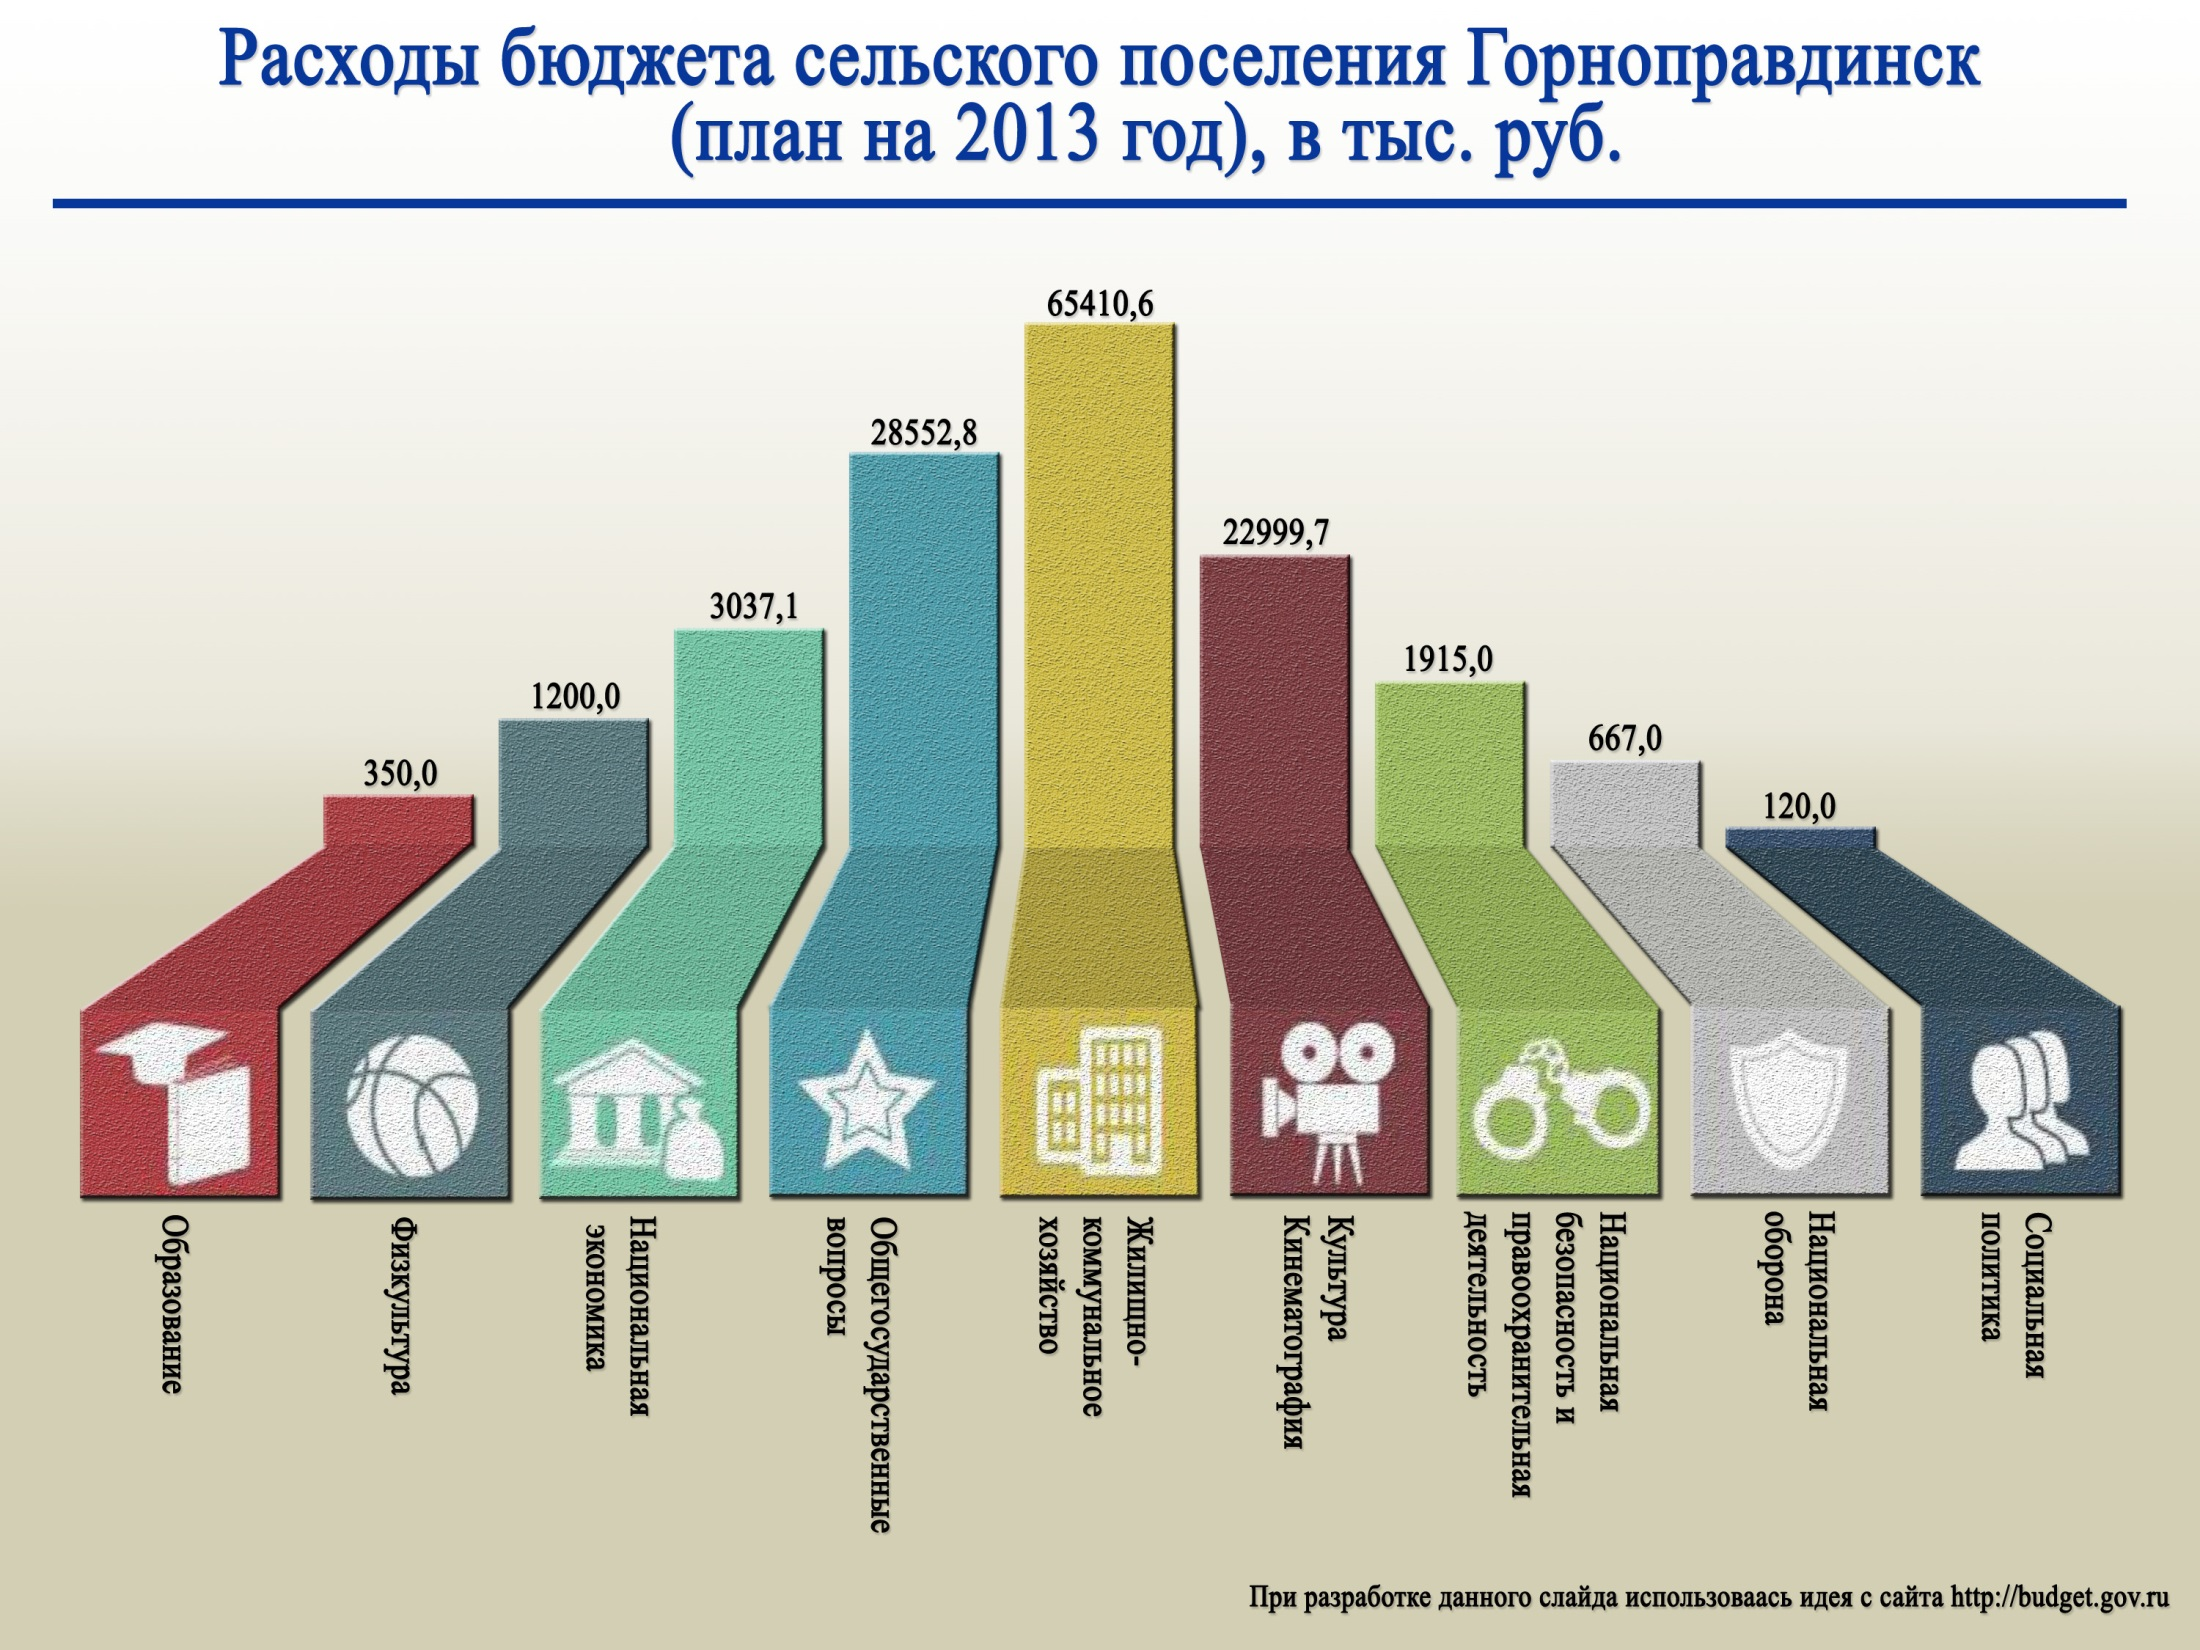 Расходы бюджета сельского поселения Горноправдинск
(план на 2013 год), в тыс. руб.
65410,6
28552,8
22999,7
3037,1
1915,0
1200,0
667,0
350,0
120,0
Образование
Физкультура
Национальная
экономика
Общегосударственные
вопросы
Жилищно-
коммунальное
хозяйство
Культура
Кинематография
Национальная
безопасность и
правоохранительная
деятельность
Национальная
оборона
Социальная
политика
При разработке данного слайда использоваась идея с сайта http://budget.gov.ru